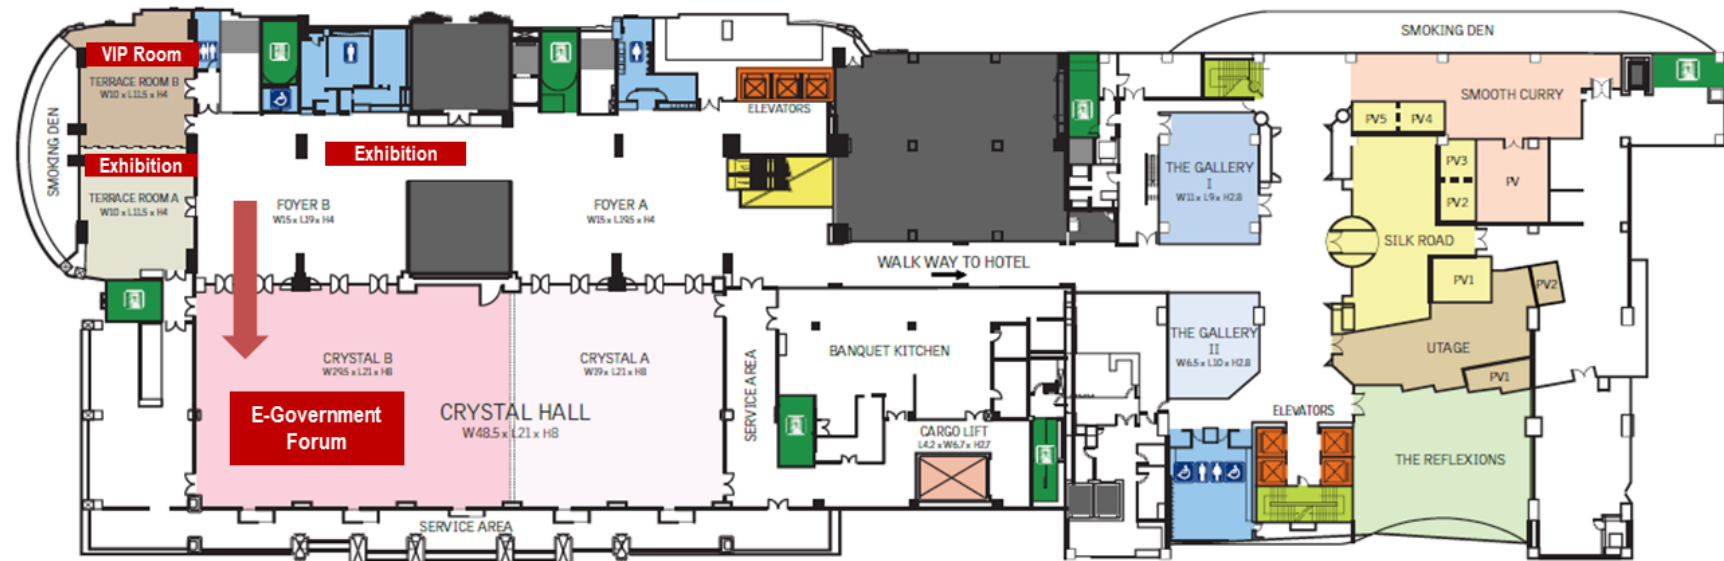 VIP Room
TERRACE ROOM B
W10 x L11.5 x H4
SMOKING DEN
Exhibition
TERRACE ROOM A
W10 x L11.5 x H4
Exhibition
FOYER B
W15 x L19 x H4
FOYER A
W15 x L19.5 x H4
ELEVATORS
WALK WAY TO HOTEL
CRYSTAL B
W29.5 x L21 x H8
CRYSTAL A
W19 x L21 x H8
E-Government
Forum
CRYSTAL HALL
W48.5 x L21 x H8
SERVICE AREA
SERVICE AREA
BANQUET KITCHEN
CARGO LIFT
L4.2 x W6.7 x H2.7
SMOKING DEN
SMOOTH CURRY
PV5
PV4
PV3
PV2
PV
THE GALLERY
I
W11 x L9 x H2.8
SILK ROAD
PV1
PV2
THE GALLERY
II
W6.5 x L10 x H2.8
UTAGE
PV1
ELEVATORS
THE REFLEXIONS